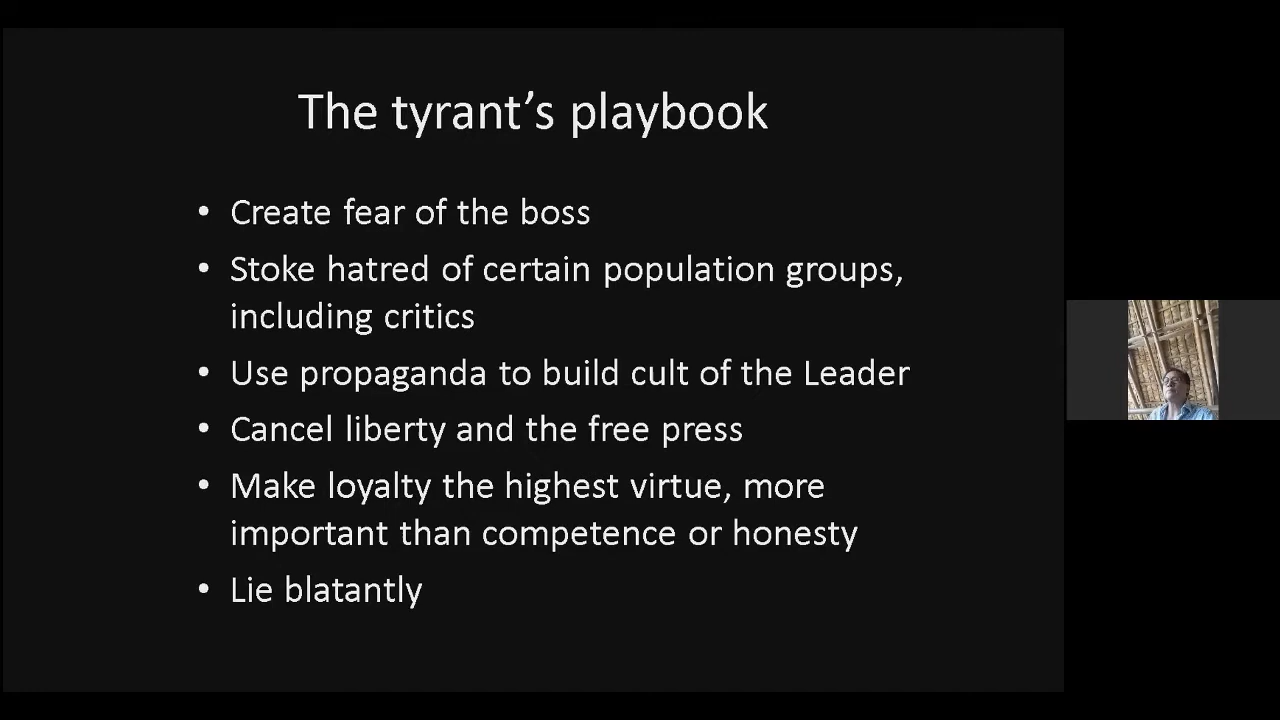 The tyrant’s playbook
• Create fear of the boss
• Stoke hatred of certain population groups,
including critics
• Use propaganda to build cult of the Leader
• Cancel liberty and the free press
• Make loyalty the highest virtue, more
important than competence or honesty
• Lie blatantly